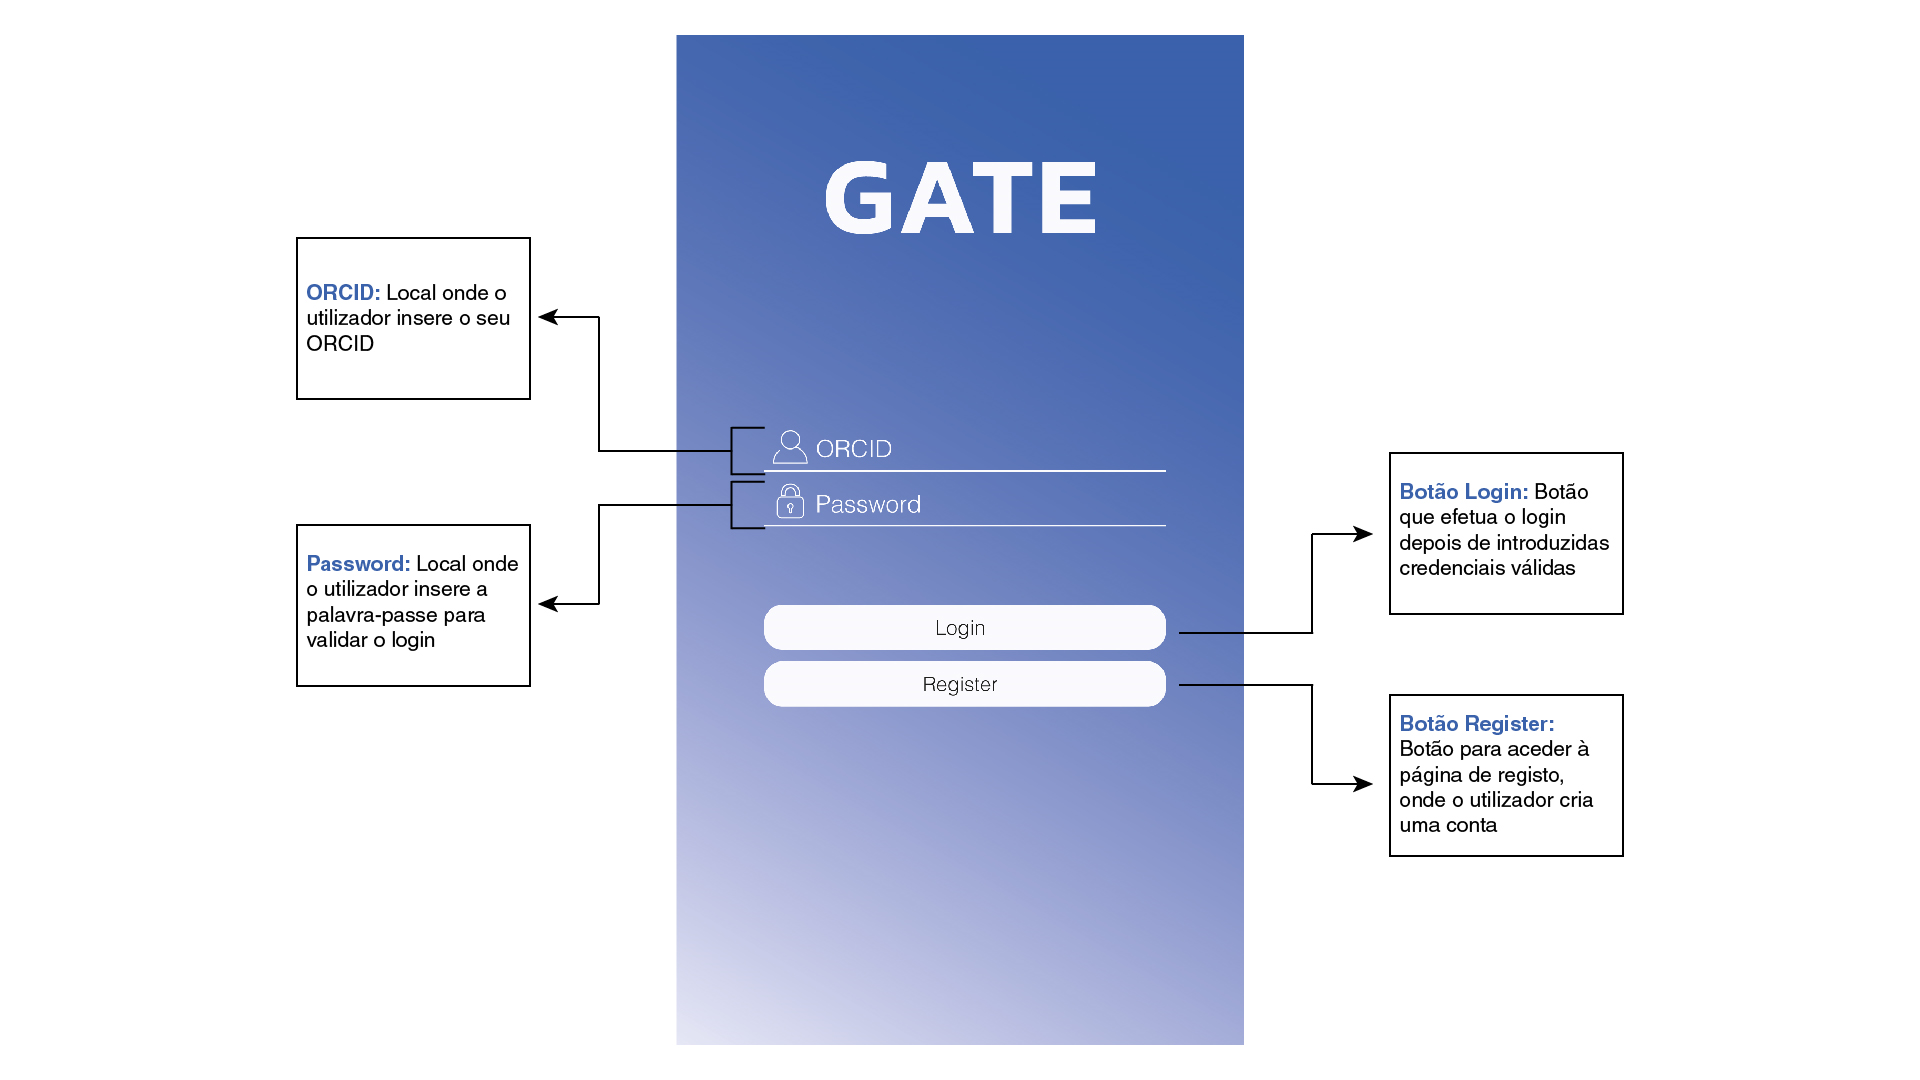 GATE
ORCID: Local onde o
utilizador insere o seu
ORCID
ORCID
Password
Password: Local onde
o utilizador insere a
palavra-passe para
validar o login
Login
Register
Botão Login: Botão
que efetua o login
depois de introduzidas
credenciais válidas
Botão Register:
Botão para aceder à
página de registo,
onde o utilizador cria
uma conta